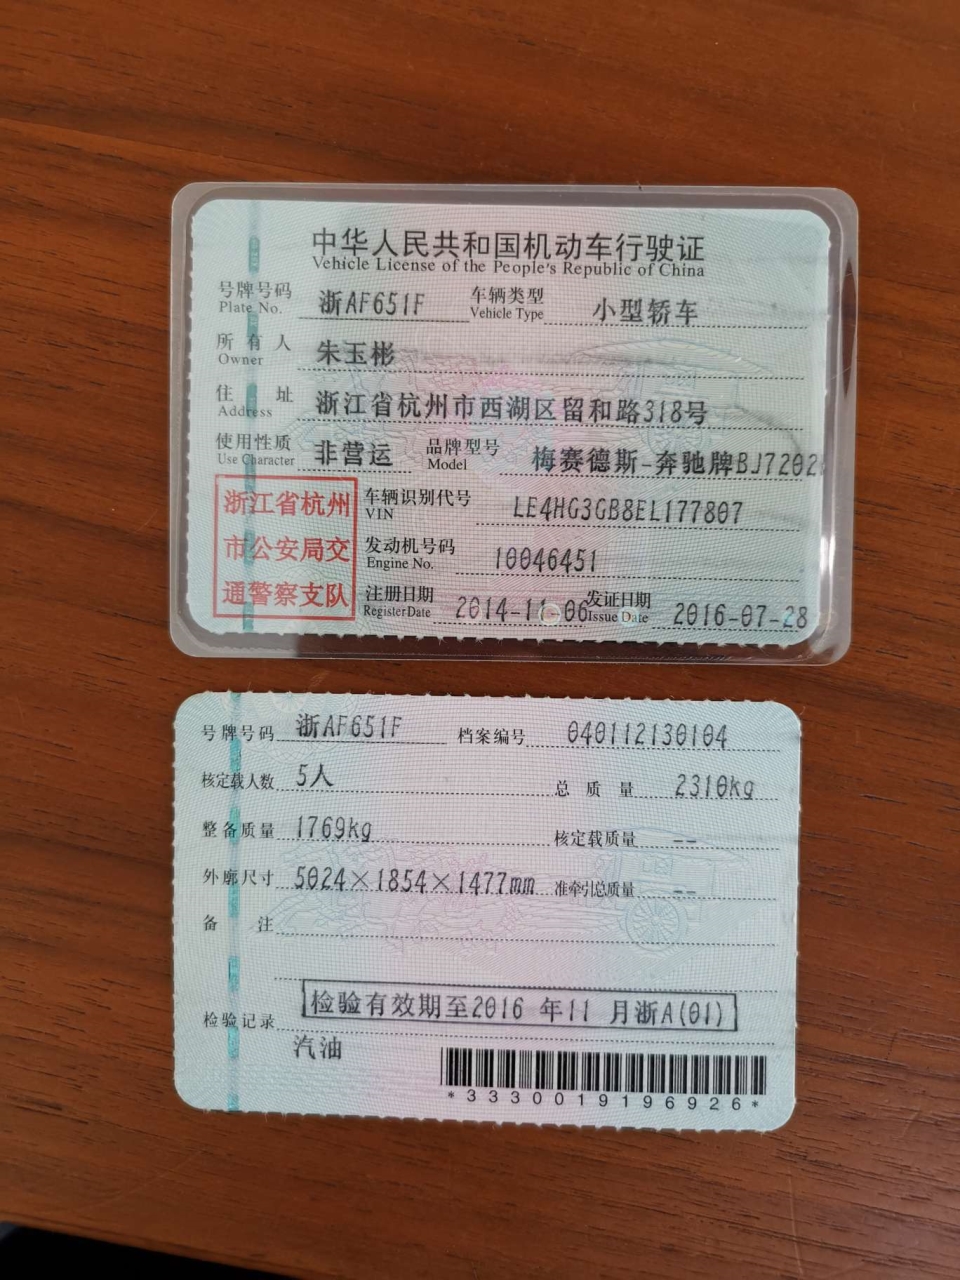 中华人民共和国机动车行驶证
Vehicle License of the People's Republic of China
号牌号码 浙AF651F 车辆类型 小型轿车
Plate No. Vehicle Type
所有人 朱玉彬
Owner
住址 浙江省杭州市西湖区留和路318号
Address
使用性质 非营运 品牌型号 梅赛德斯-奔驰牌BJ7202
Use Character Model
浙江省杭州
市公安局交
通警察支队
车辆识别代号 LE4HG3GB8EL177807
VIN
发动机号码 10046451
Engine No.
注册日期 2014-11-06 发证日期 2016-07-28
Register Date Issue Date
号牌号码 浙AF651F 档案编号 040112130104
核定载人数 5人 总质量 2310kg
整备质量 1769kg 核定载质量 --
外廓尺寸 5024×1854×1477mm 准牵引总质量 --
备注
检验记录 检验有效期至2016 年11 月浙A(01)
汽油
*3330019196926*